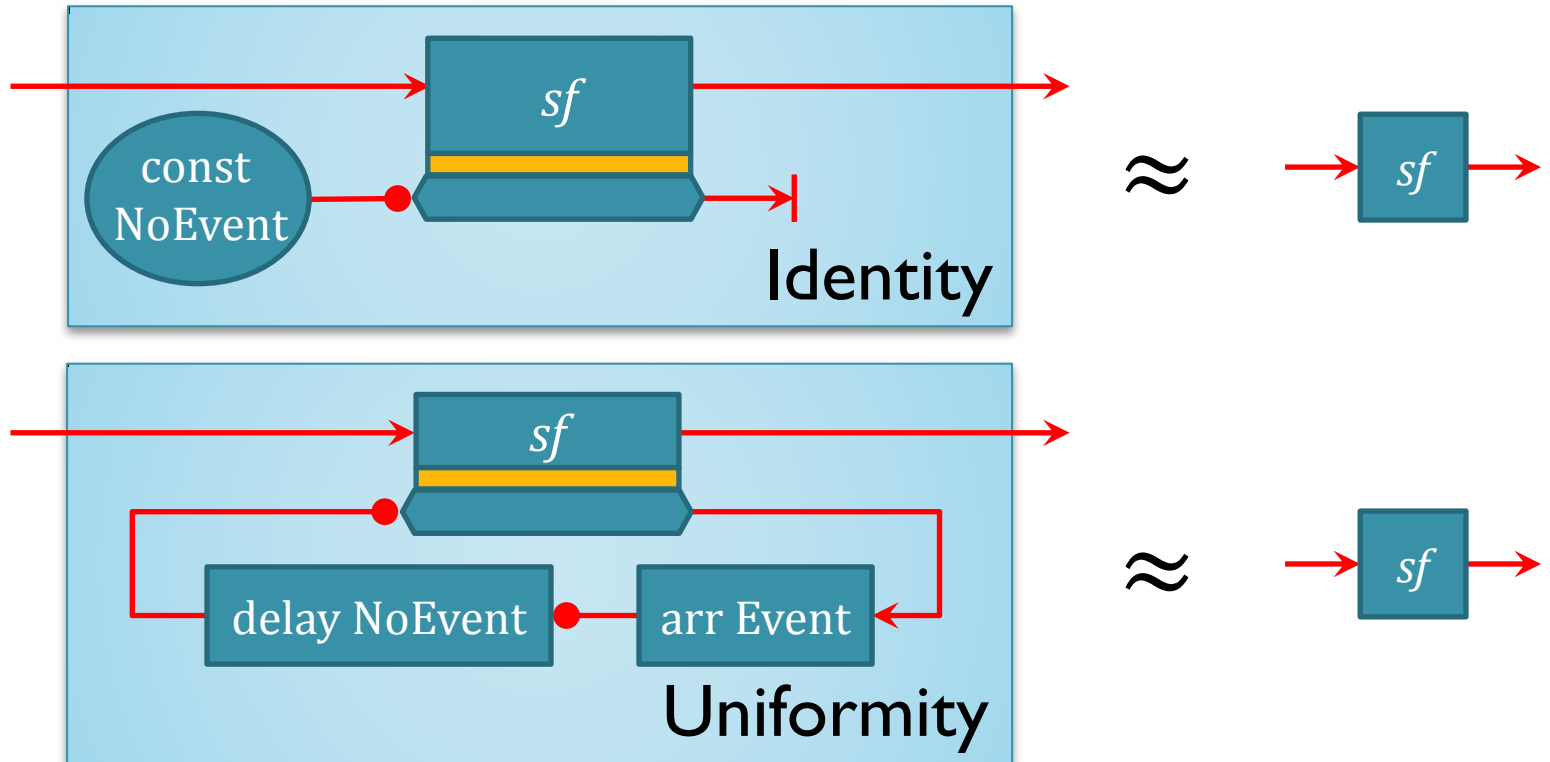 sf
const
NoEvent
Identity
≈
sf
sf
delay NoEvent
arr Event
Uniformity
≈
sf